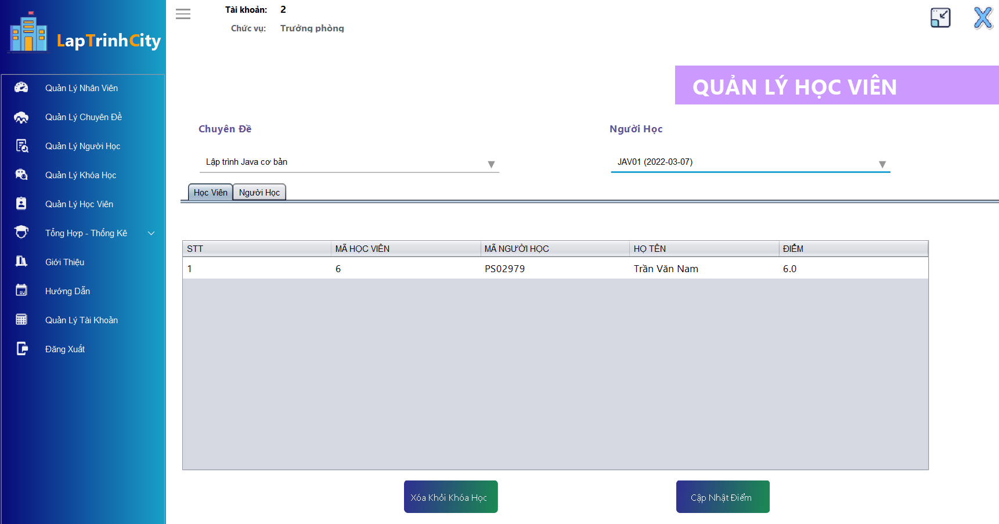 LapTrinhCity
Quản Lý Nhân Viên
Quản Lý Chuyên Đề
Quản Lý Người Học
Quản Lý Khóa Học
Quản Lý Học Viên
Tổng Hợp - Thống Kê
Giới Thiệu
Hướng Dẫn
Quản Lý Tài Khoản
Đăng Xuất
Tài khoản: 2
Chức vụ: Trưởng phòng
QUẢN LÝ HỌC VIÊN
Chuyên Đề Người Học
Lập trình Java cơ bản JAV01 (2022-03-07)
Học Viên Người Học
STT MÃ HỌC VIÊN MÃ NGƯỜI HỌC HỌ TÊN ĐIỂM
1 6 PS02979 Trần Văn Nam 6.0
Xóa Khỏi Khóa Học Cập Nhật Điểm